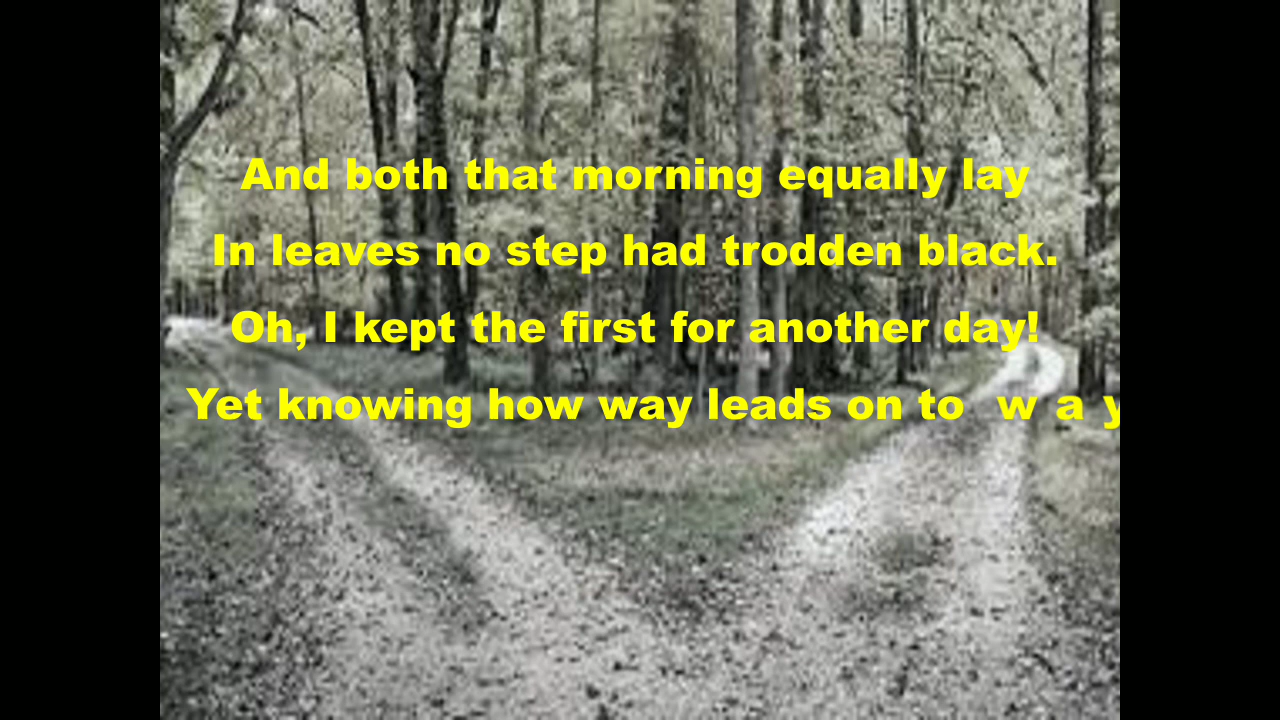 And both that morning equally lay
In leaves no step had trodden black.
Oh, I kept the first for another day!
Yet knowing how way leads on to w a y